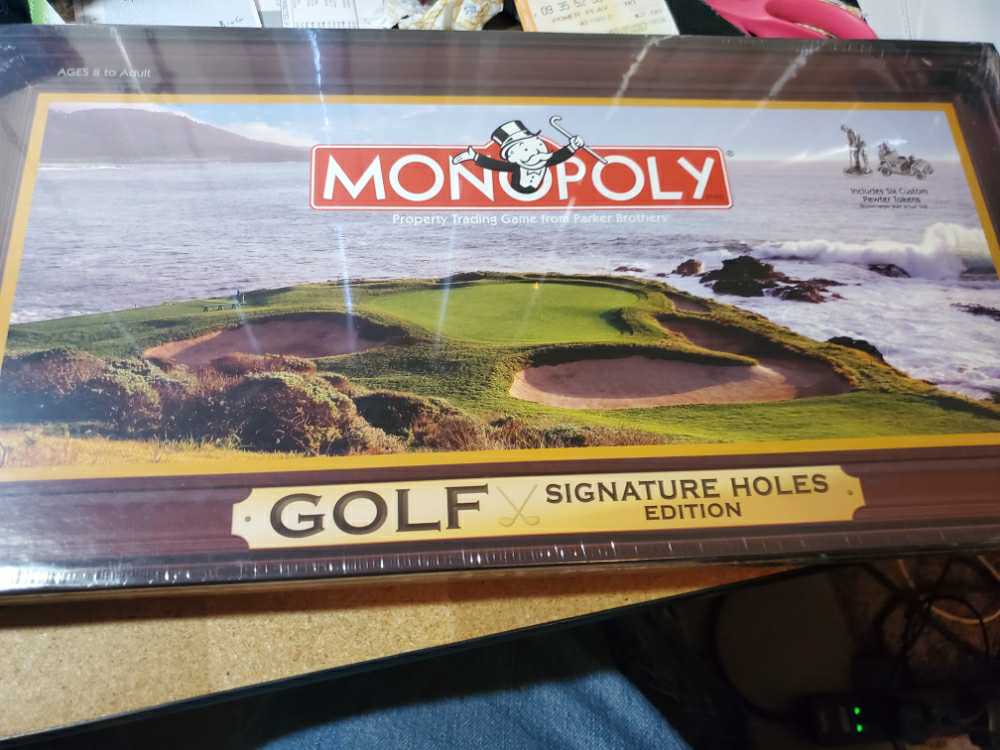 AGES 8 to Adult
MONOPOLY
Property Trading Game from Parker Brothers
Includes Six Custom
Pewter Tokens
GOLF
SIGNATURE HOLES
EDITION